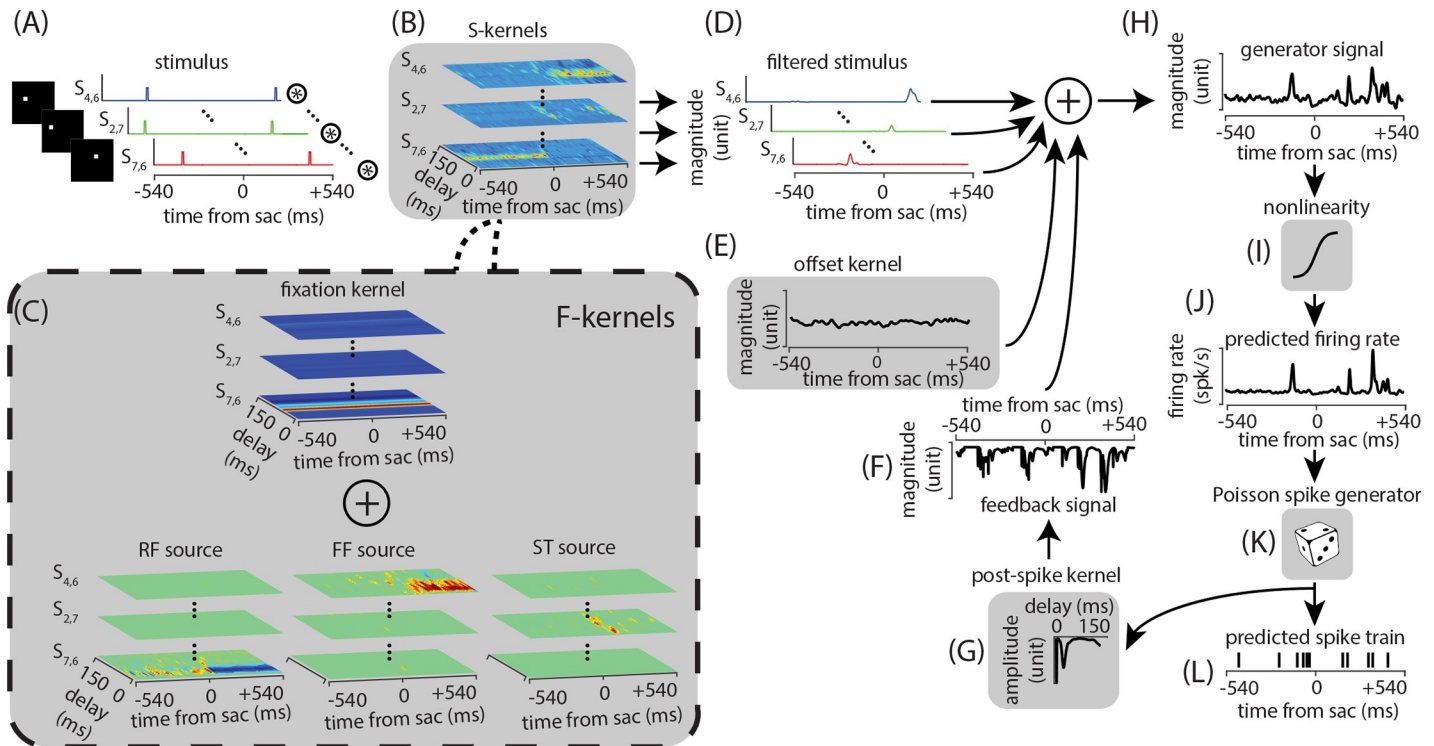 (A)
stimulus
S4,6
S2,7
S7,6
-540
0
+540
time from sac (ms)
(B)
S-kernels
S4,6
S2,7
S7,6
150
0
delay
(ms)
-540
0
+540
time from sac (ms)
(C)
F-kernels
fixation kernel
S4,6
S2,7
S7,6
150
0
delay
(ms)
-540
0
+540
time from sac (ms)
+
RF source
FF source
ST source
S4,6
S2,7
S7,6
150
0
delay
(ms)
-540
0
+540
time from sac (ms)
-540
0
+540
time from sac (ms)
-540
0
+540
time from sac (ms)
(D)
filtered stimulus
magnitude
(unit)
S4,6
S2,7
S7,6
-540
0
+540
time from sac (ms)
+
(E)
offset kernel
magnitude
(unit)
-540
0
+540
time from sac (ms)
(F)
time from sac (ms)
-540
0
+540
magnitude
(unit)
feedback signal
(G)
post-spike kernel
delay (ms)
0
150
amplitude
(unit)
(H)
generator signal
magnitude
(unit)
-540
0
+540
time from sac (ms)
nonlinearity
(I)
(J)
predicted firing rate
firing rate
(spk/s)
-540
0
+540
time from sac (ms)
Poisson spike generator
(K)
predicted spike train
(L)
-540
0
+540
time from sac (ms)